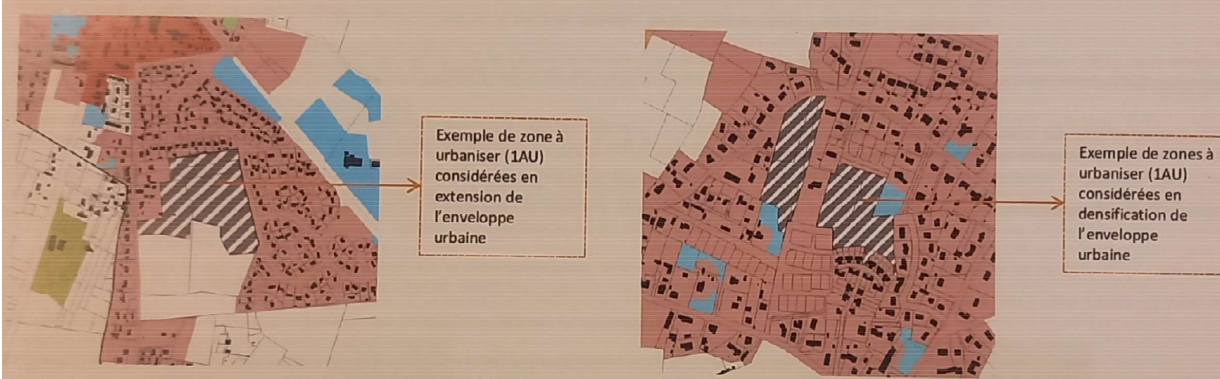 Exemple de zone à
urbaniser (1AU)
considérées en
extension de
l'enveloppe
urbaine
Exemple de zones à
urbaniser (1AU)
considérées en
densification de
l'enveloppe
urbaine